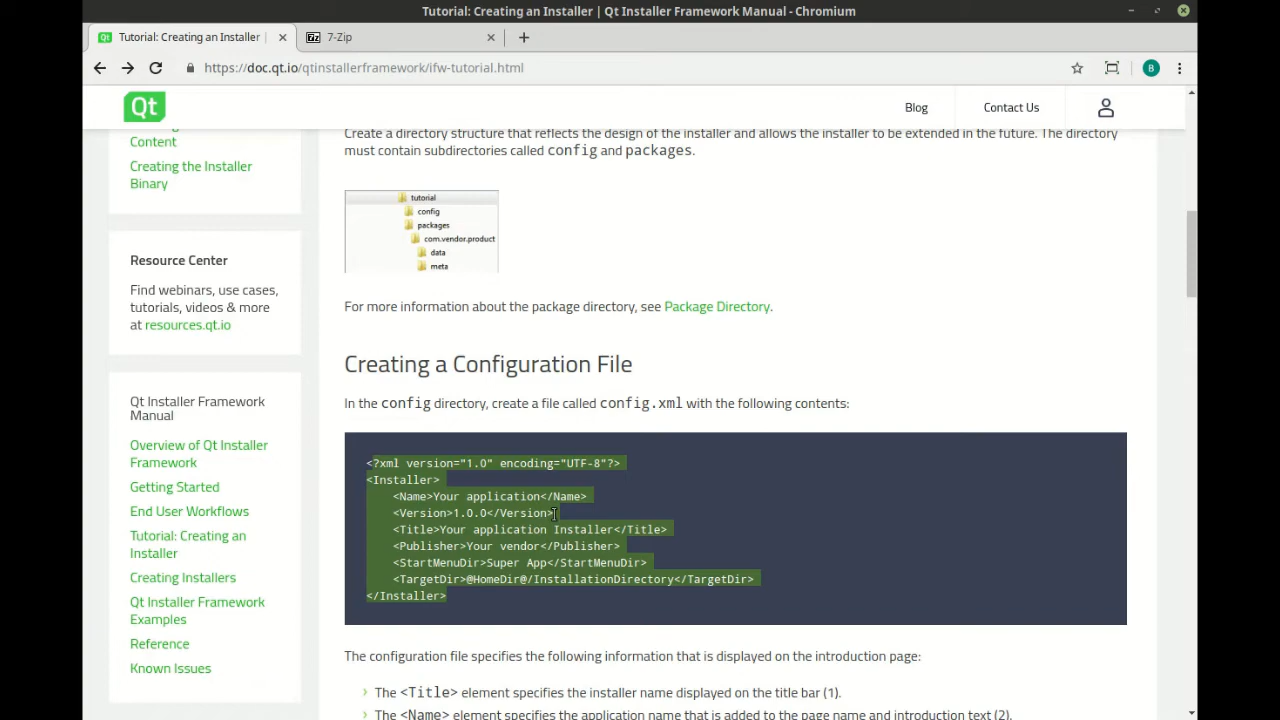 Tutorial: Creating an Installer | Qt Installer Framework Manual - Chromium
Tutorial: Creating an Installer |
7-Zip
https://doc.qt.io/qtinstallerframework/ifw-tutorial.html
B
Qt
Blog
Contact Us
Content
Creating the Installer
Binary
Resource Center
Find webinars, use cases,
tutorials, videos & more
at resources.qt.io
Qt Installer Framework
Manual
Overview of Qt Installer
Framework
Getting Started
End User Workflows
Tutorial: Creating an
Installer
Creating Installers
Qt Installer Framework
Examples
Reference
Known Issues
Create a directory structure that reflects the design of the installer and allows the installer to be extended in the future. The directory
must contain subdirectories called config and packages.
tutorial
config
packages
com.vendor.product
data
meta
For more information about the package directory, see Package Directory.
Creating a Configuration File
In the config directory, create a file called config.xml with the following contents:
<?xml version="1.0" encoding="UTF-8"?>
<Installer>
<Name>Your application</Name>
<Version>1.0.0</Version>
<Title>Your application Installer</Title>
<Publisher>Your vendor</Publisher>
<StartMenuDir>Super App</StartMenuDir>
<TargetDir>@HomeDir@/InstallationDirectory</TargetDir>
</Installer>
The configuration file specifies the following information that is displayed on the introduction page:
The <Title> element specifies the installer name displayed on the title bar (1).
The <Name> element specifies the application name that is added to the page name and introduction text (2).